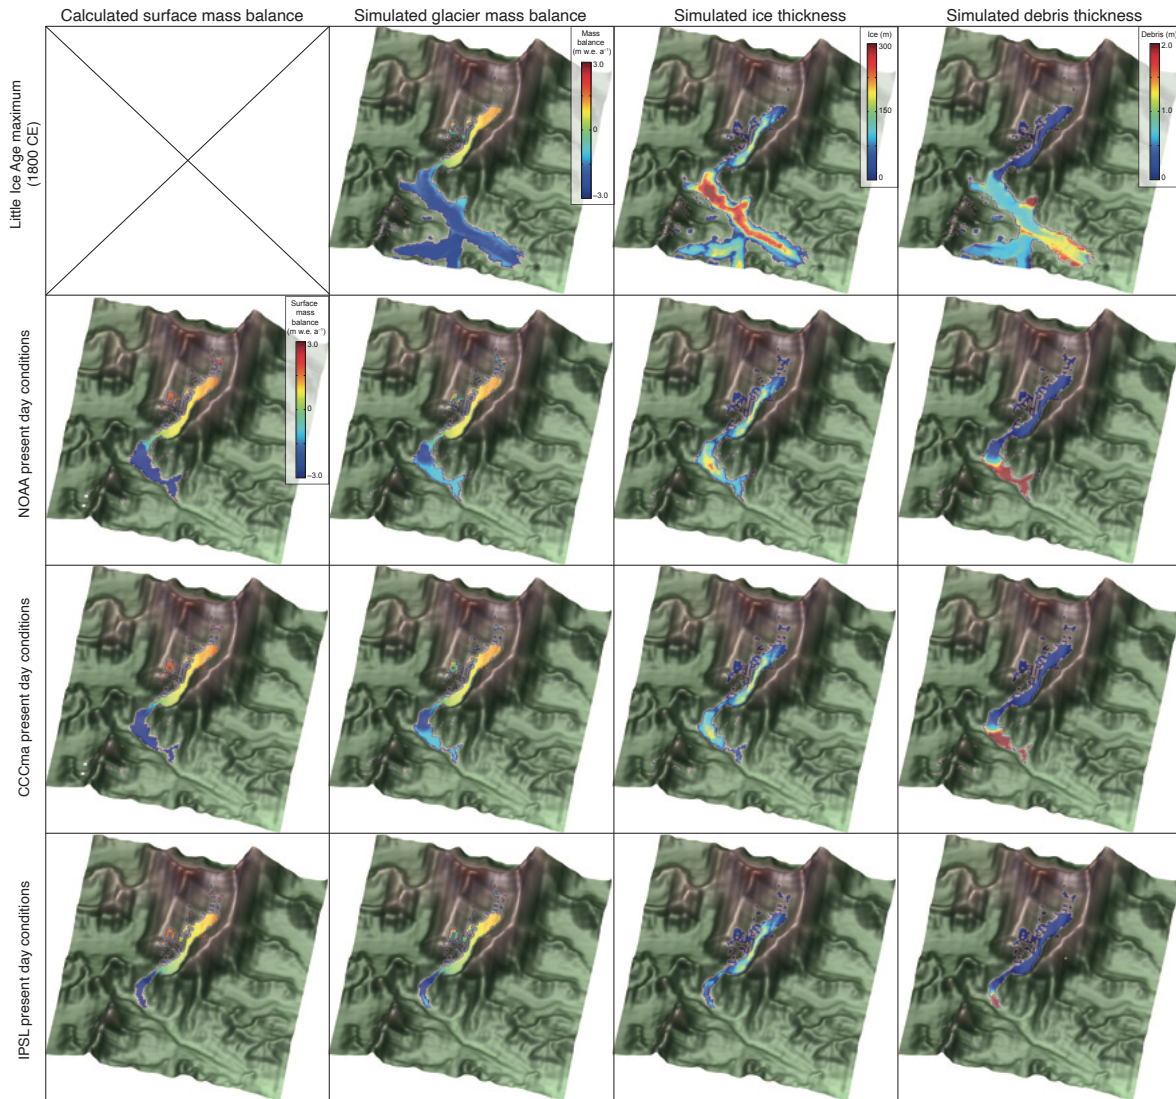 Calculated surface mass balance
Simulated glacier mass balance
Simulated ice thickness
Simulated debris thickness
Little Ice Age maximum
(1800 CE)
Mass
balance
(m w.e. a⁻¹)
3.0
0
–3.0
Ice (m)
300
150
0
Debris (m)
2.0
1.0
0
NOAA present day conditions
Surface
mass
balance
(m w.e. a⁻¹)
3.0
0
–3.0
CCCma present day conditions
IPSL present day conditions